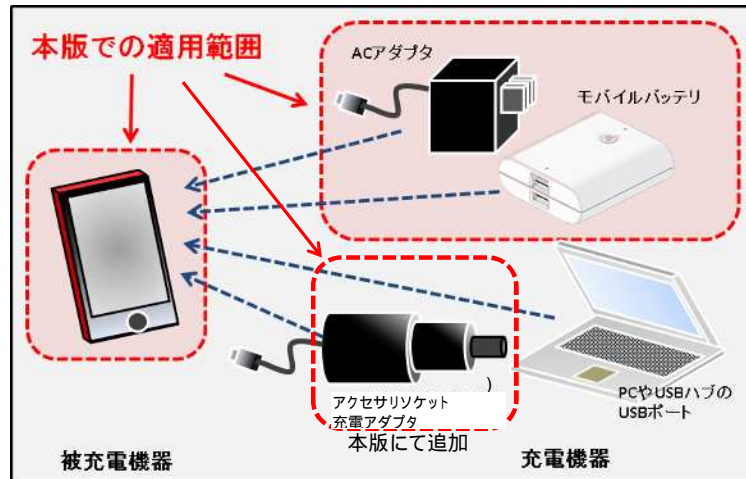 本版での適用範囲
ACアダプタ
モバイルバッテリ
)
アクセサリソケット
充電アダプタ
本版にて追加
PCやUSBハブの
USBポート
被充電機器
充電機器